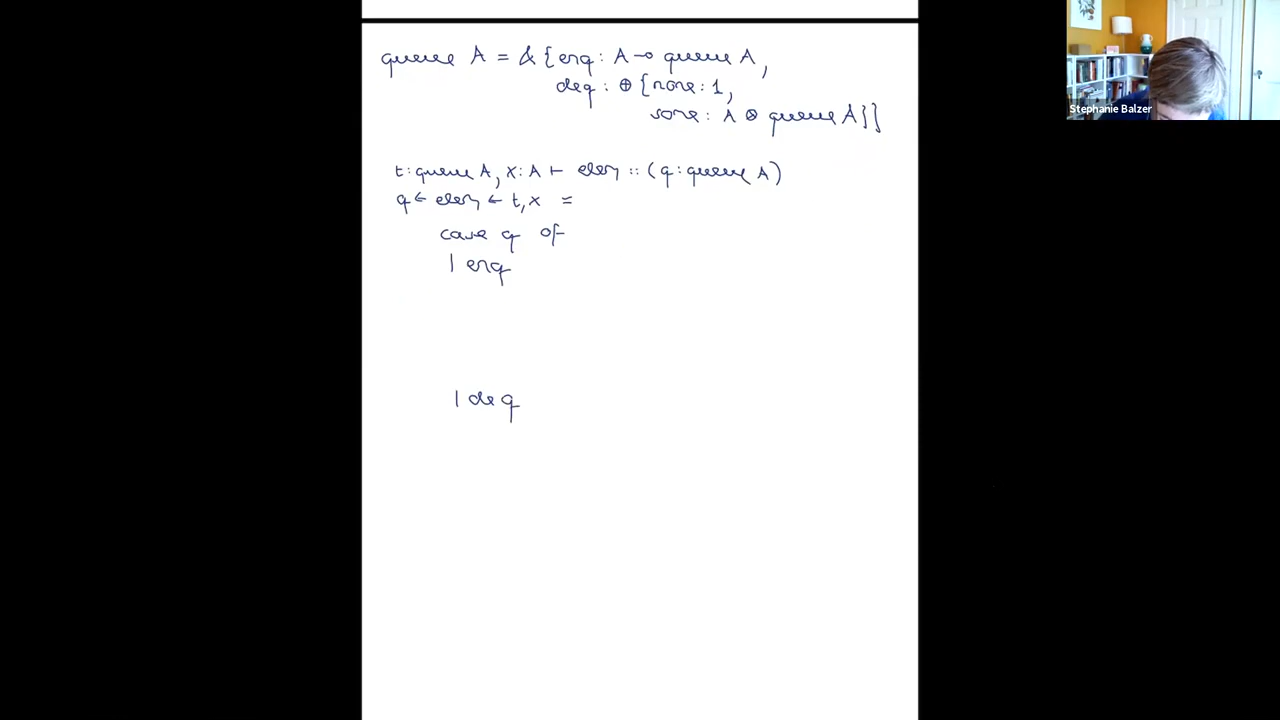 queue A = &{enq: A ⊸ queue A,
deq: ⊕{none: 1,
some: A ⊗ queue A}}
t: queue A, x: A ⊢ elem :: (q: queue A)
q ← elem ← t, x =
case q of
| enq
| deq
Stephanie Balzer